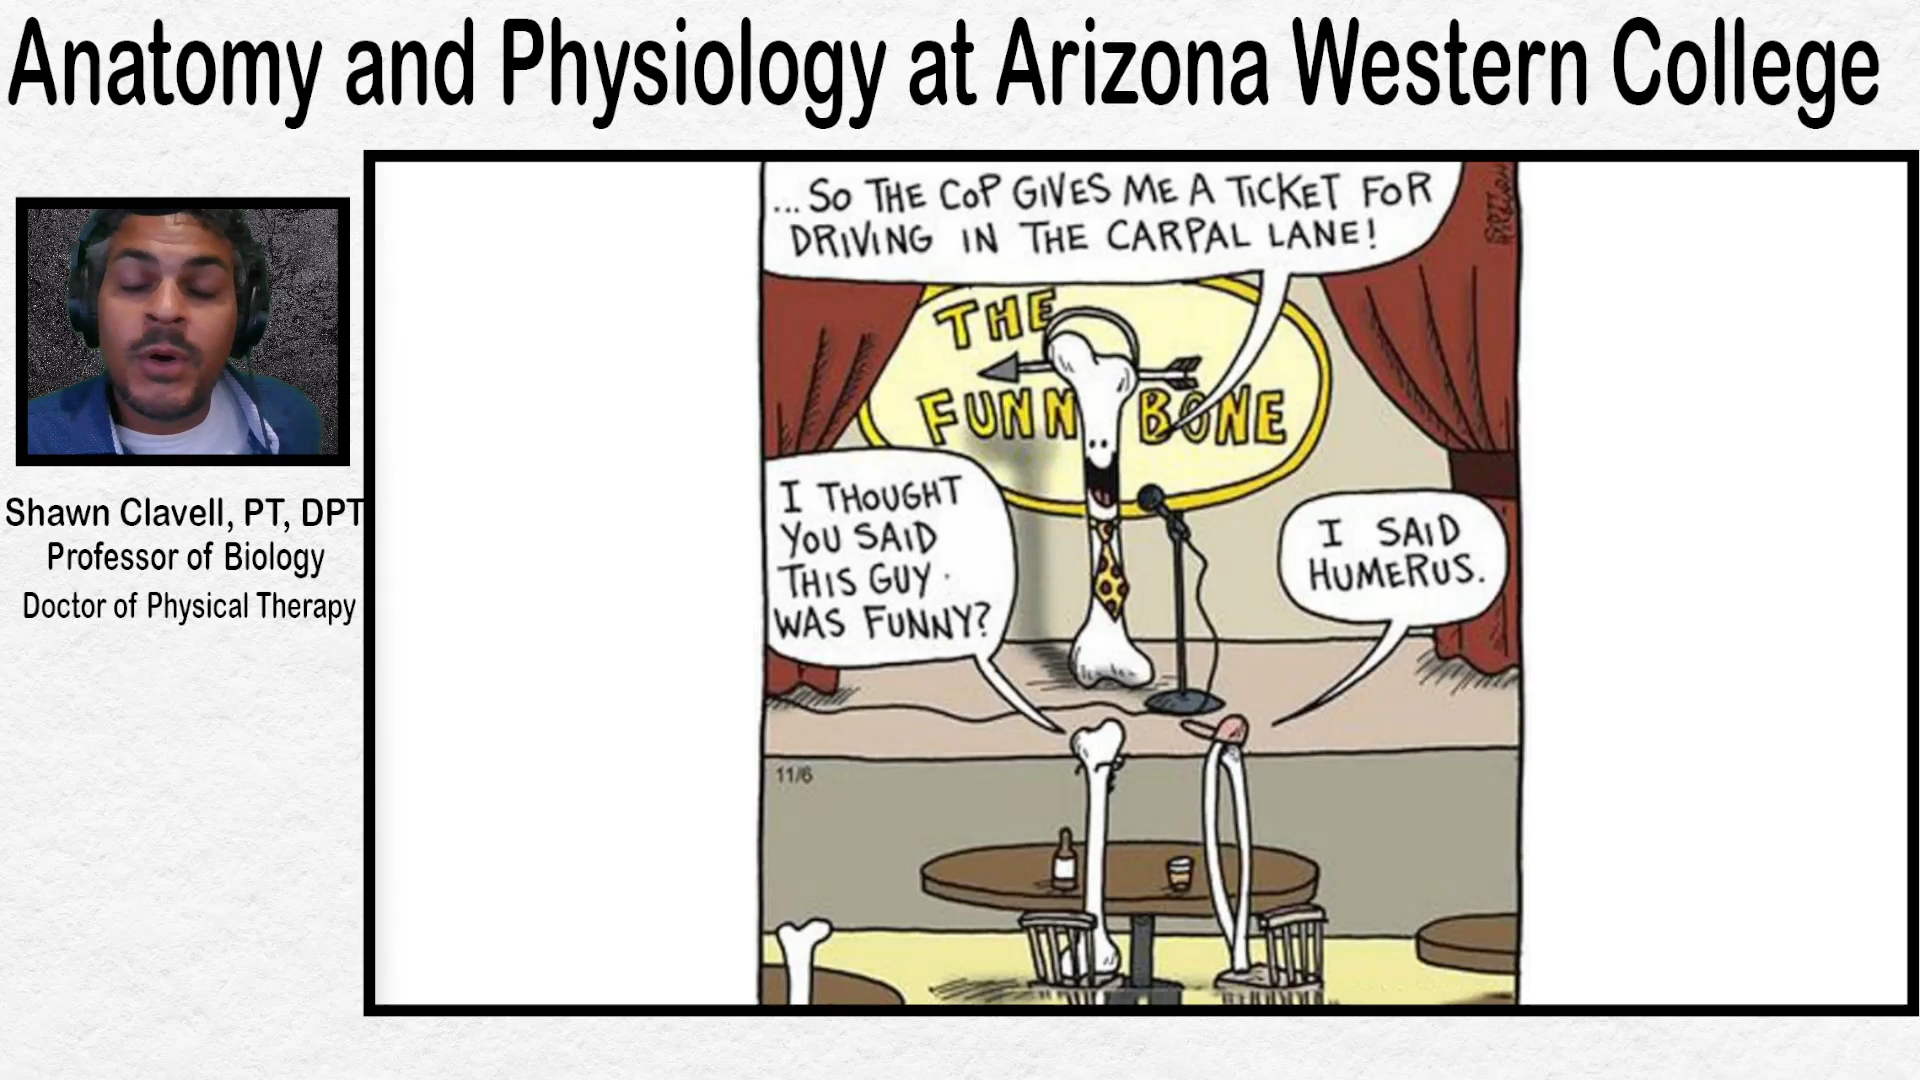 Anatomy and Physiology at Arizona Western College
Shawn Clavell, PT, DPT
Professor of Biology
Doctor of Physical Therapy
...SO THE COP GIVES ME A TICKET FOR
DRIVING IN THE CARPAL LANE!
THE
FUNN BONE
I THOUGHT
YOU SAID
THIS GUY
WAS FUNNY?
I SAID
HUMERUS.
11/6